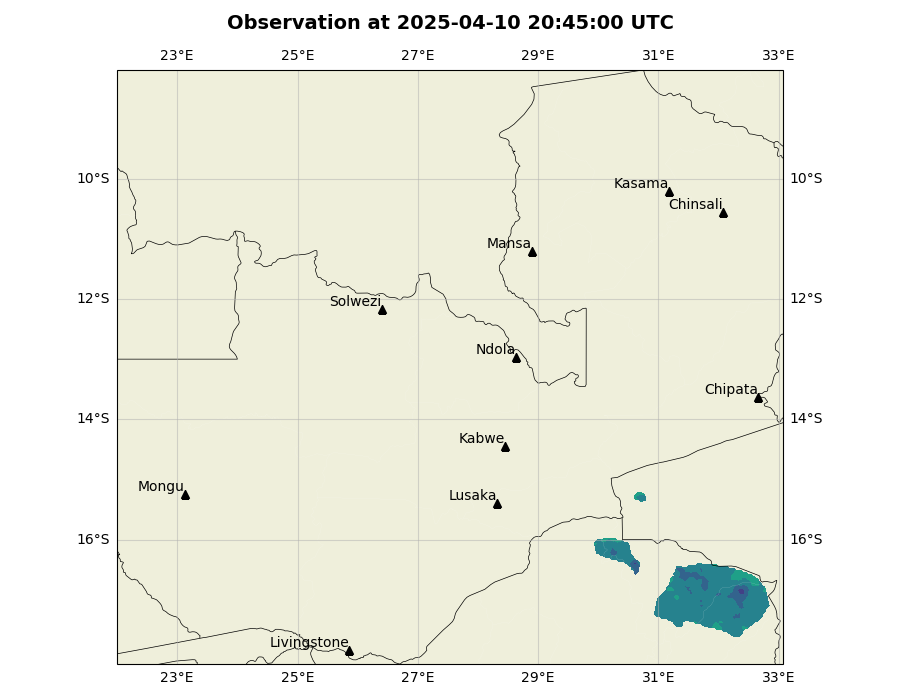 Observation at 2025-04-10 20:45:00 UTC
23°E 25°E 27°E 29°E 31°E 33°E
10°S 10°S
Kasama
Chinsali
Mansa
12°S 12°S
Solwezi
Ndola
Chipata
14°S 14°S
Kabwe
Mongu
Lusaka
16°S 16°S
Livingstone
23°E 25°E 27°E 29°E 31°E 33°E